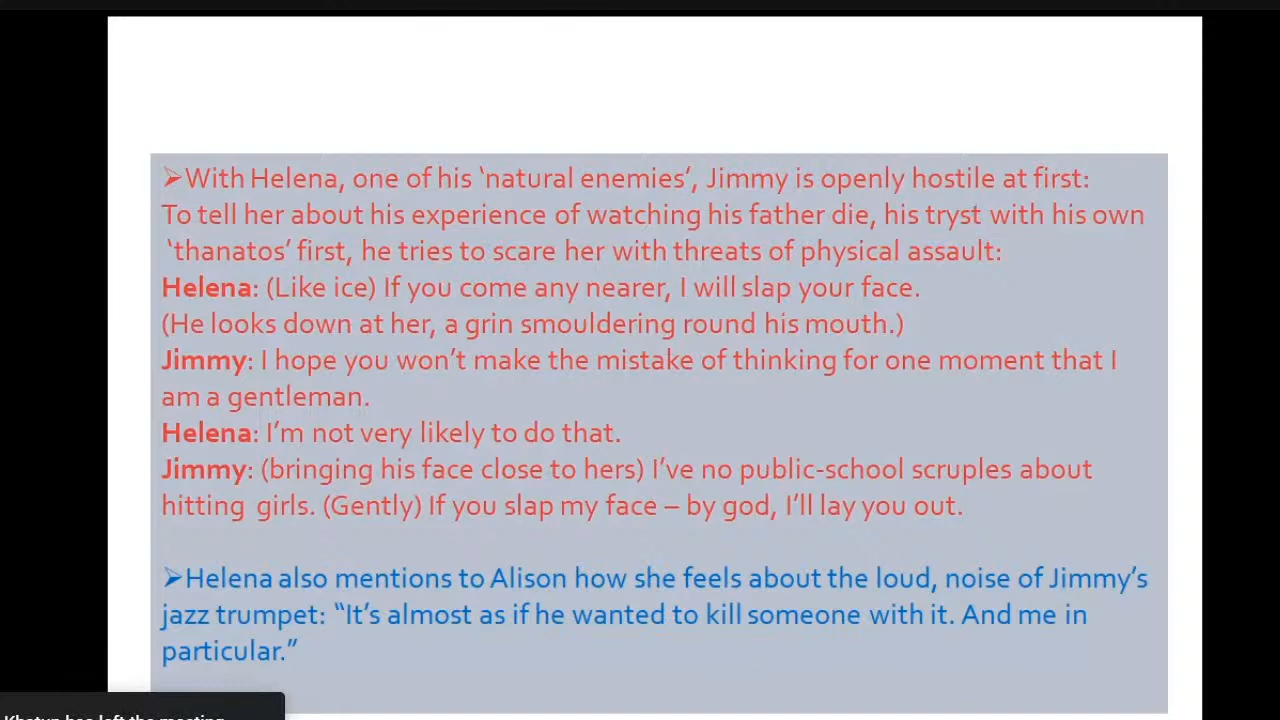 ➢With Helena, one of his ‘natural enemies’, Jimmy is openly hostile at first:
To tell her about his experience of watching his father die, his tryst with his own
‘thanatos’ first, he tries to scare her with threats of physical assault:
Helena: (Like ice) If you come any nearer, I will slap your face.
(He looks down at her, a grin smouldering round his mouth.)
Jimmy: I hope you won’t make the mistake of thinking for one moment that I
am a gentleman.
Helena: I’m not very likely to do that.
Jimmy: (bringing his face close to hers) I’ve no public-school scruples about
hitting girls. (Gently) If you slap my face – by god, I’ll lay you out.
➢Helena also mentions to Alison how she feels about the loud, noise of Jimmy’s
jazz trumpet: “It’s almost as if he wanted to kill someone with it. And me in
particular.”
has left the meeting